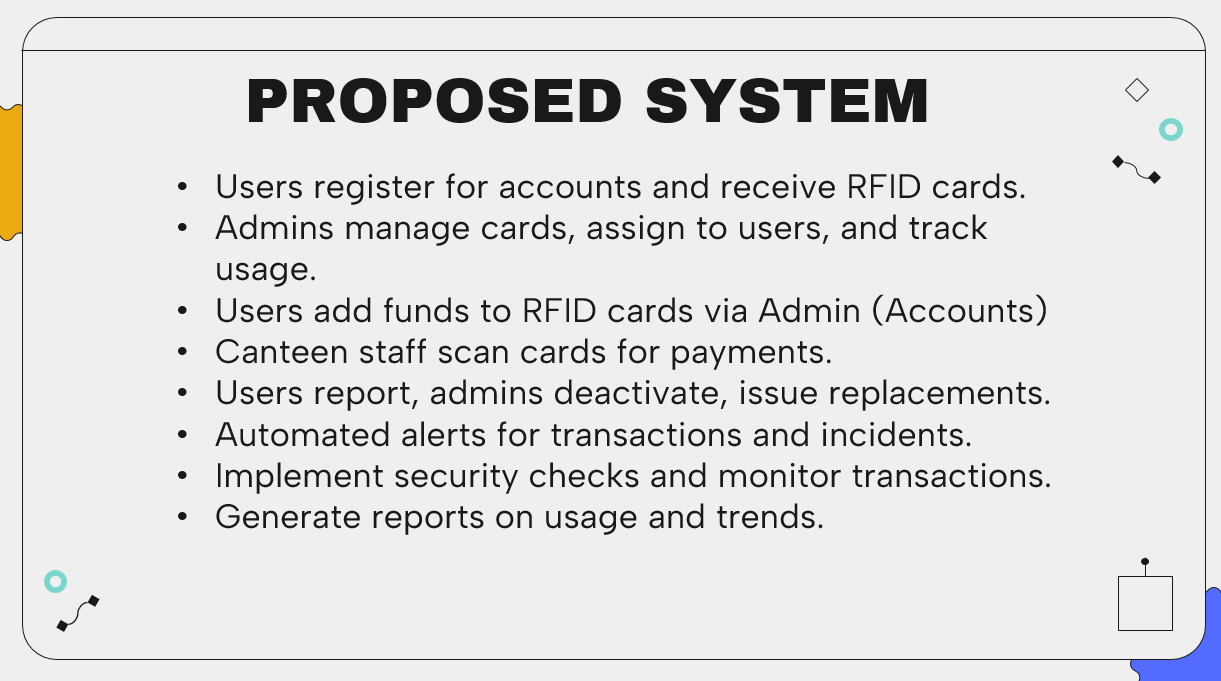 PROPOSED SYSTEM
• Users register for accounts and receive RFID cards.
• Admins manage cards, assign to users, and track
usage.
• Users add funds to RFID cards via Admin (Accounts)
• Canteen staff scan cards for payments.
• Users report, admins deactivate, issue replacements.
• Automated alerts for transactions and incidents.
• Implement security checks and monitor transactions.
• Generate reports on usage and trends.